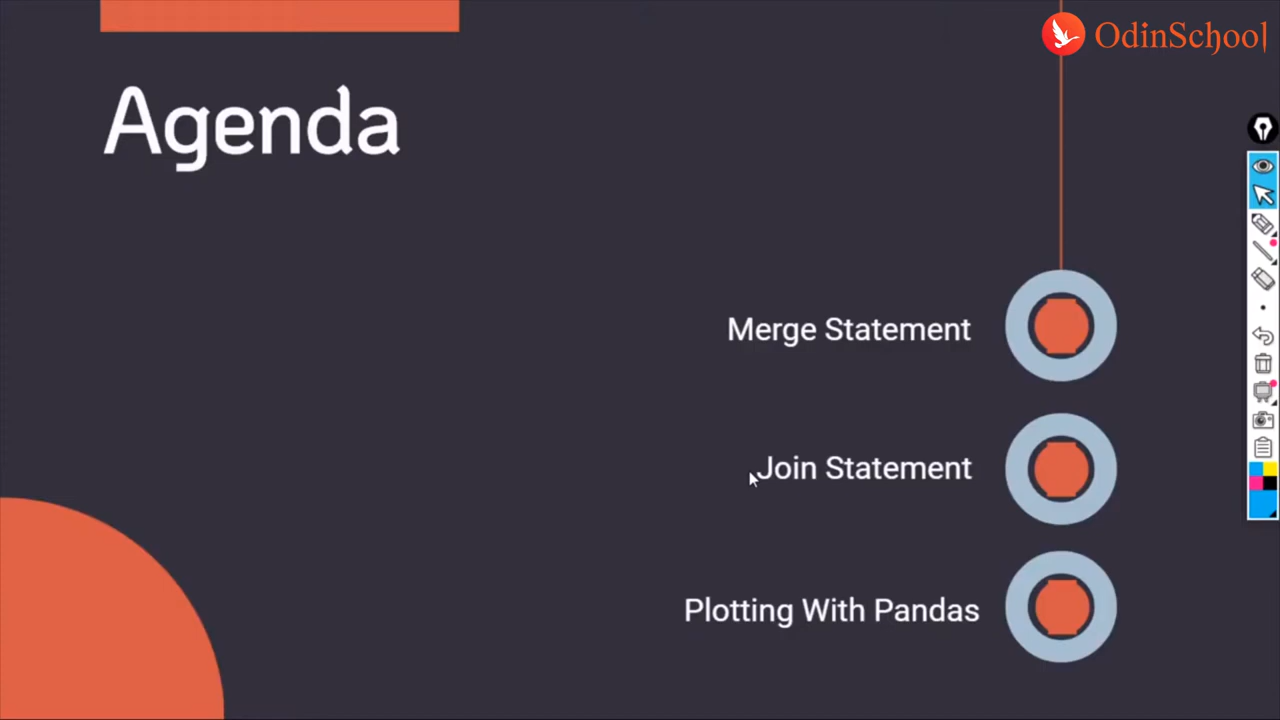 OdinSchool
Agenda
Merge Statement
Join Statement
Plotting With Pandas